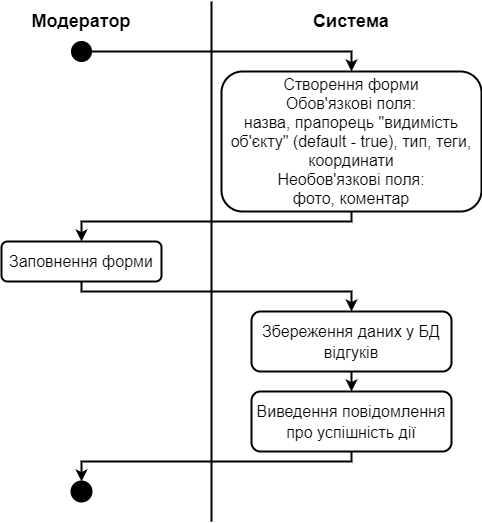 Модератор
Система
Створення форми
Обов'язкові поля:
назва, прапорець "видимість
об'єкту" (default - true), тип, теги,
координати
Необов'язкові поля:
фото, коментар
Заповнення форми
Збереження даних у БД
відгуків
Виведення повідомлення
про успішність дії